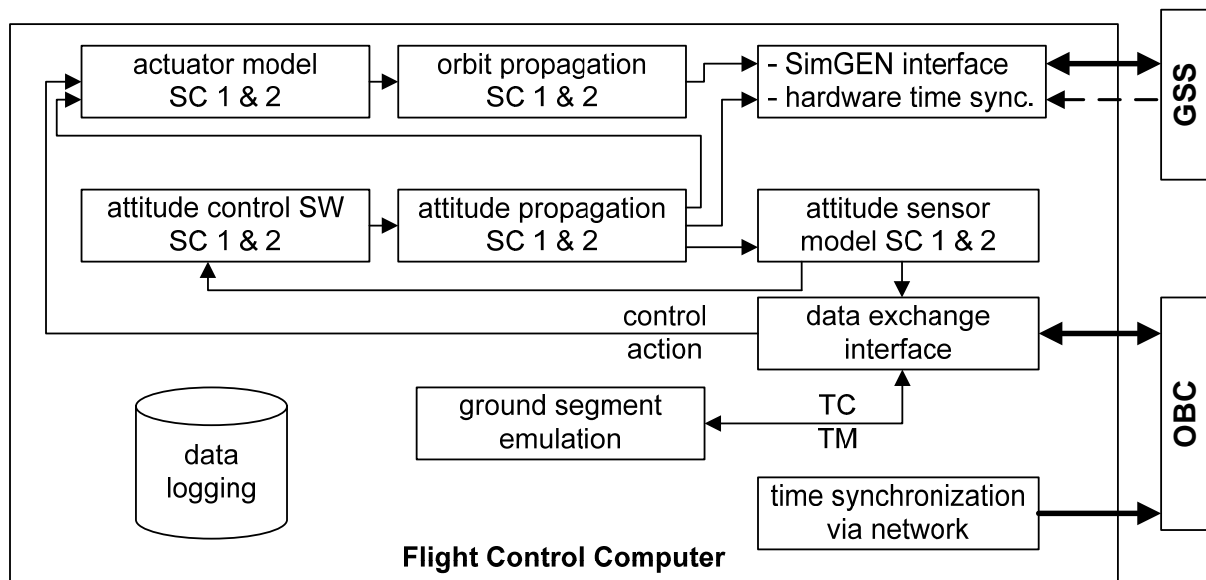 actuator model
SC 1 & 2
orbit propagation
SC 1 & 2
- SimGEN interface
- hardware time sync.
GSS
attitude control SW
SC 1 & 2
attitude propagation
SC 1 & 2
attitude sensor
model SC 1 & 2
control
action
data exchange
interface
OBC
ground segment
emulation
TC
TM
data
logging
time synchronization
via network
Flight Control Computer